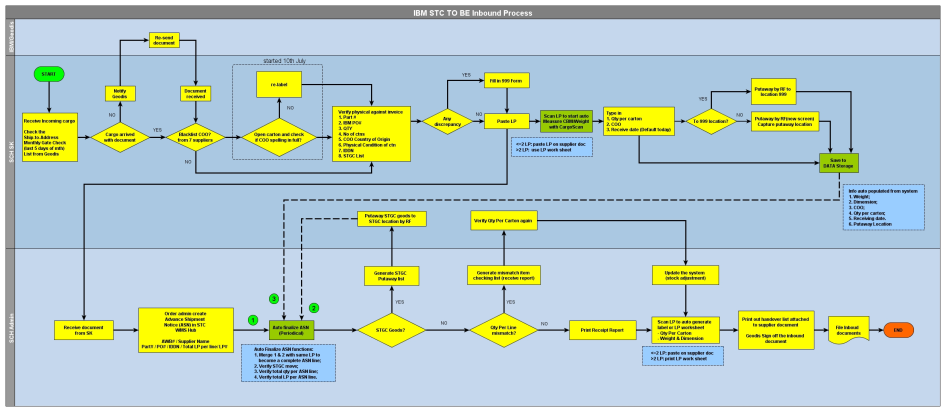 IBM STC TO BE Inbound Process
IBM/Geodis
SCH SK
SCH Admin
Re-send
document
started 10th July
START
Notify
Geodis
Document
received
re-label
YES
Fill in 999 Form
Putaway by RF to
location 999
Receive Incoming cargo
Check the
Ship to Address
Monthly Gate Check
(last 5 days of mth)
List from Geodis
NO
Cargo arrived
with document
YES
Blacklist COO?
from 7 suppliers
YES
NO
Open carton and check
if COO spelling in full?
NO
Verify physical against invoice
1. Part #
2. IBM PO#
3. QTY
4. No of ctns
5. COO Country of Origin
6. Physical Condition of ctn
7. IDON
8. STGC List
Any
discrepancy
NO
Paste LP
Scan LP to start auto
Measure CBM/Weight
with CargoScan
<=2 LP: paste LP on supplier doc
>2 LP: use LP work sheet
Type in
1. Qty per carton
2. COO
3. Receive date (Default today)
YES
To 999 location?
NO
Putaway by RF(new screen)
Capture putaway location
Save to
DATA Storage
Info auto populated from system
1. Weight;
2. Dimension;
3. COO;
4. Qty per carton;
5. Receiving date.
6. Putaway Location
Putaway STGC goods to
STGC location by RF
Verify Qty Per Carton again
Generate STGC
Putaway list
Generate mismatch item
checking list (receive report)
Update the system
(stock adjustment)
3
2
YES
YES
Receive document
from SK
Order admin create
Advance Shipment
Notice (ASN) in STC
WMS Hub
AWB# / Supplier Name
Part# / PO# / IDON / Total LP per line/ LP#
1
Auto finalize ASN
(Periodical)
STGC Goods?
NO
Qty Per Line
mismatch?
NO
Print Receipt Report
Scan LP to auto generate
label or LP worksheet
- Qty Per Carton
- Weight & Dimension
Print out handover list attached to
supplier document
Goods Sign off the inbound
document
File Inbound
documents
END
Auto Finalize ASN functions:
1. Merge 1 & 2 with same LP to
become a complete ASN line;
2. Verify STGC move;
3. Verify total qty per ASN line;
4. Verify total LP per ASN line.
<=2 LP: paste on supplier doc
>2 LP: print LP work sheet